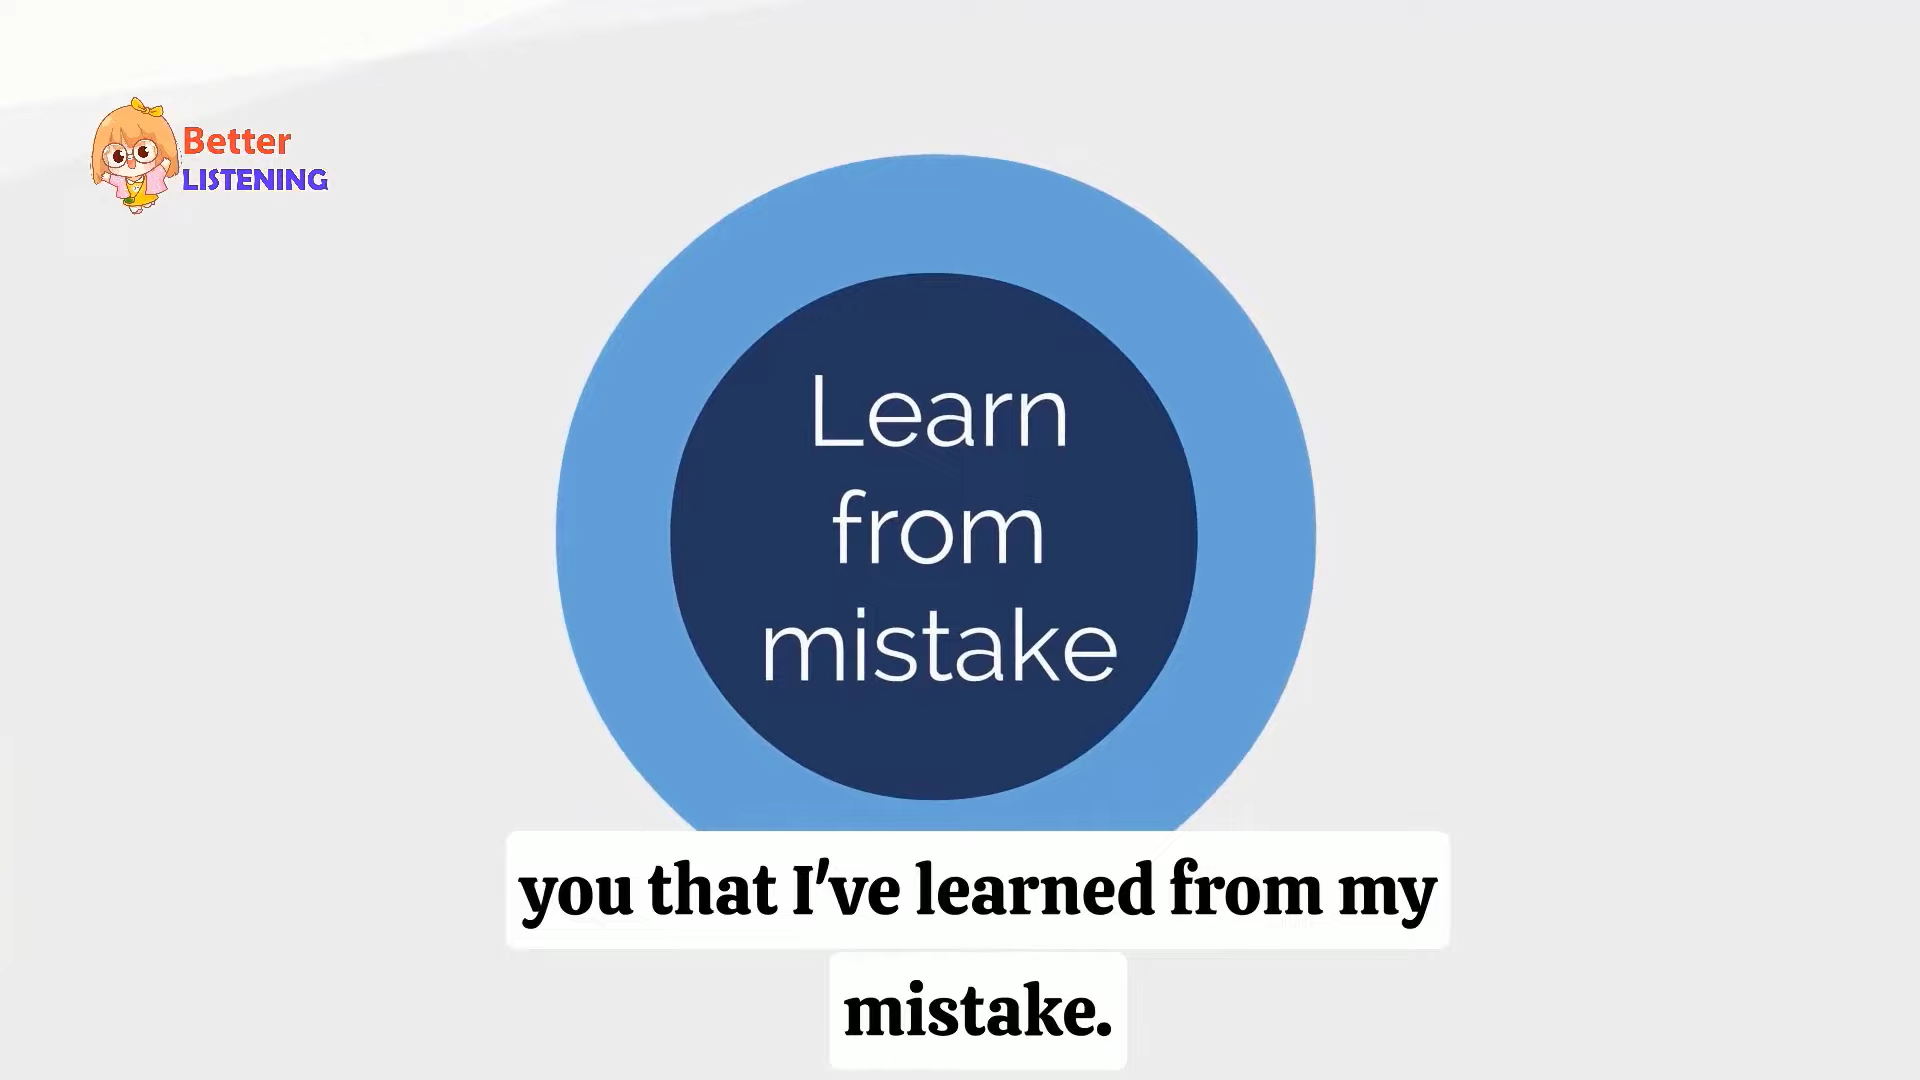 Better
LISTENING
Learn
from
mistake
you that I've learned from my
mistake.